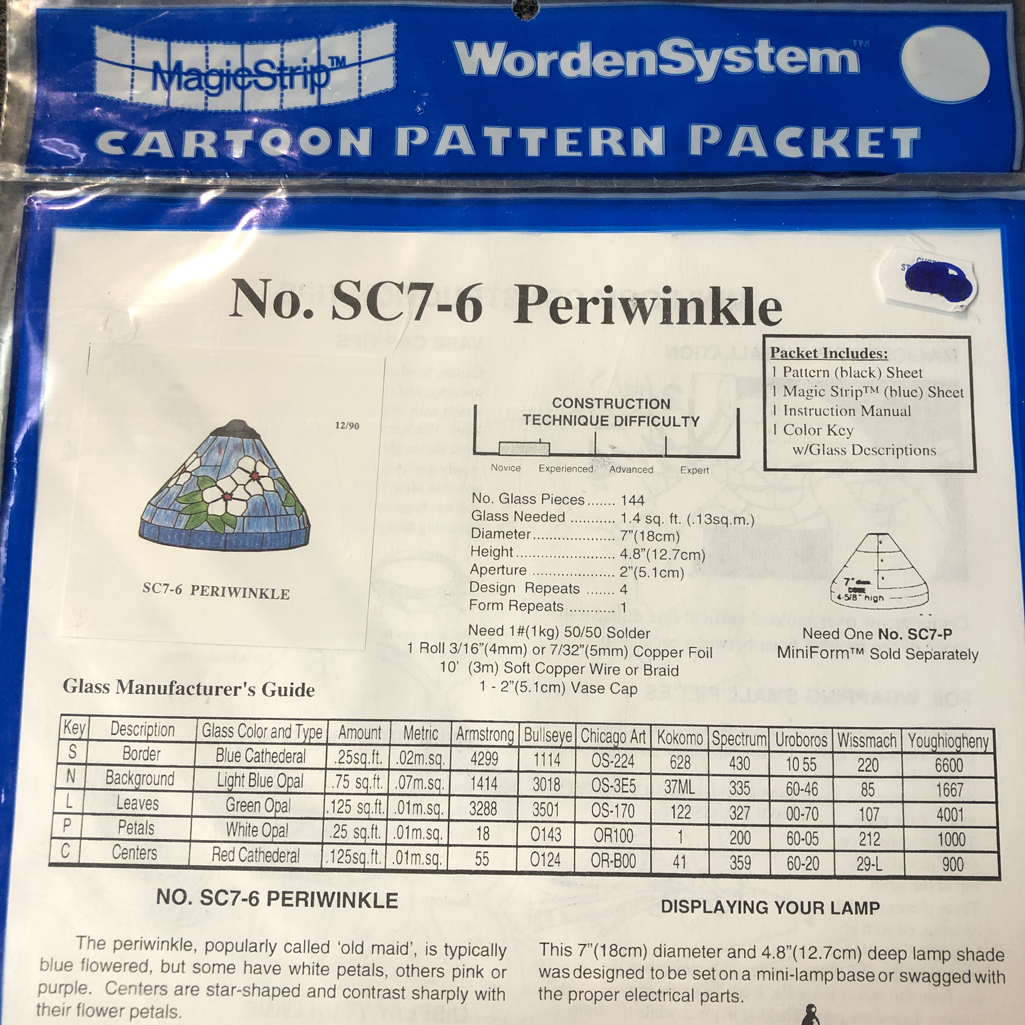 MagicStrip™
WordenSystem™
CARTOON PATTERN PACKET
No. SC7-6 Periwinkle
Packet Includes:
1 Pattern (black) Sheet
1 Magic Strip™ (blue) Sheet
1 Instruction Manual
1 Color Key
w/Glass Descriptions
12/90
SC7-6 PERIWINKLE
CONSTRUCTION
TECHNIQUE DIFFICULTY
Novice Experienced Advanced Expert
No. Glass Pieces....... 144
Glass Needed ........... 1.4 sq. ft. (.13sq.m.)
Diameter.................... 7”(18cm)
Height........................ 4.8”(12.7cm)
Aperture .................... 2”(5.1cm)
Design Repeats ....... 4
Form Repeats ........... 1
Need 1#(1kg) 50/50 Solder
1 Roll 3/16”(4mm) or 7/32”(5mm) Copper Foil
10’ (3m) Soft Copper Wire or Braid
1 - 2”(5.1cm) Vase Cap
7"
4-5/8" high
Need One No. SC7-P
MiniForm™ Sold Separately
Glass Manufacturer's Guide
Key Description Glass Color and Type Amount Metric Armstrong Bullseye Chicago Art Kokomo Spectrum Uroboros Wissmach Youghiogheny
S Border Blue Cathederal .25sq.ft. .02m.sq. 4299 1114 OS-224 628 430 10 55 220 6600
N Background Light Blue Opal .75 sq.ft. .07m.sq. 1414 3018 OS-3E5 37ML 335 60-46 85 1667
L Leaves Green Opal .125 sq.ft. .01m.sq. 3288 3501 OS-170 122 327 00-70 107 4001
P Petals White Opal .25 sq.ft. .01m.sq. 18 O143 OR100 1 200 60-05 212 1000
C Centers Red Cathederal .125sq.ft. .01m.sq. 55 O124 OR-B00 41 359 60-20 29-L 900
NO. SC7-6 PERIWINKLE
The periwinkle, popularly called ‘old maid’, is typically
blue flowered, but some have white petals, others pink or
purple. Centers are star-shaped and contrast sharply with
their flower petals.
DISPLAYING YOUR LAMP
This 7”(18cm) diameter and 4.8”(12.7cm) deep lamp shade
was designed to be set on a mini-lamp base or swagged with
the proper electrical parts.